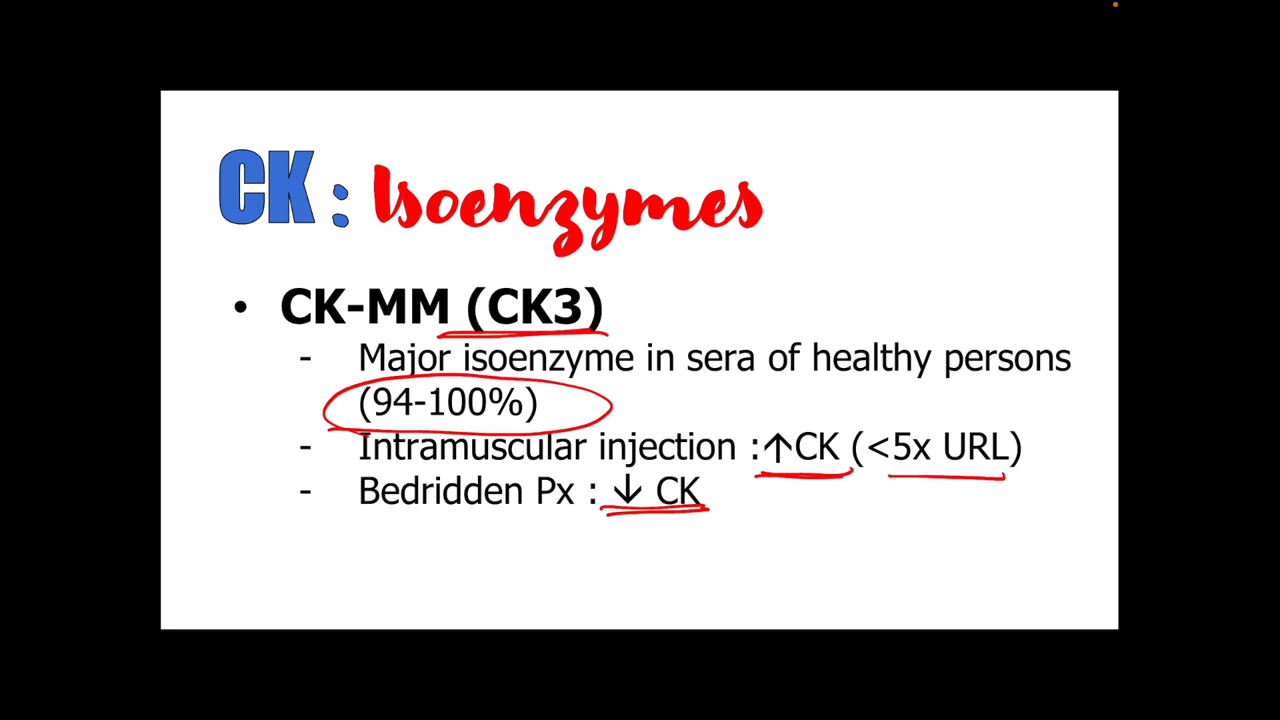 CK : Isoenzymes
• CK-MM (CK3)
- Major isoenzyme in sera of healthy persons
(94-100%)
- Intramuscular injection :↑CK (<5x URL)
- Bedridden Px : ↓ CK